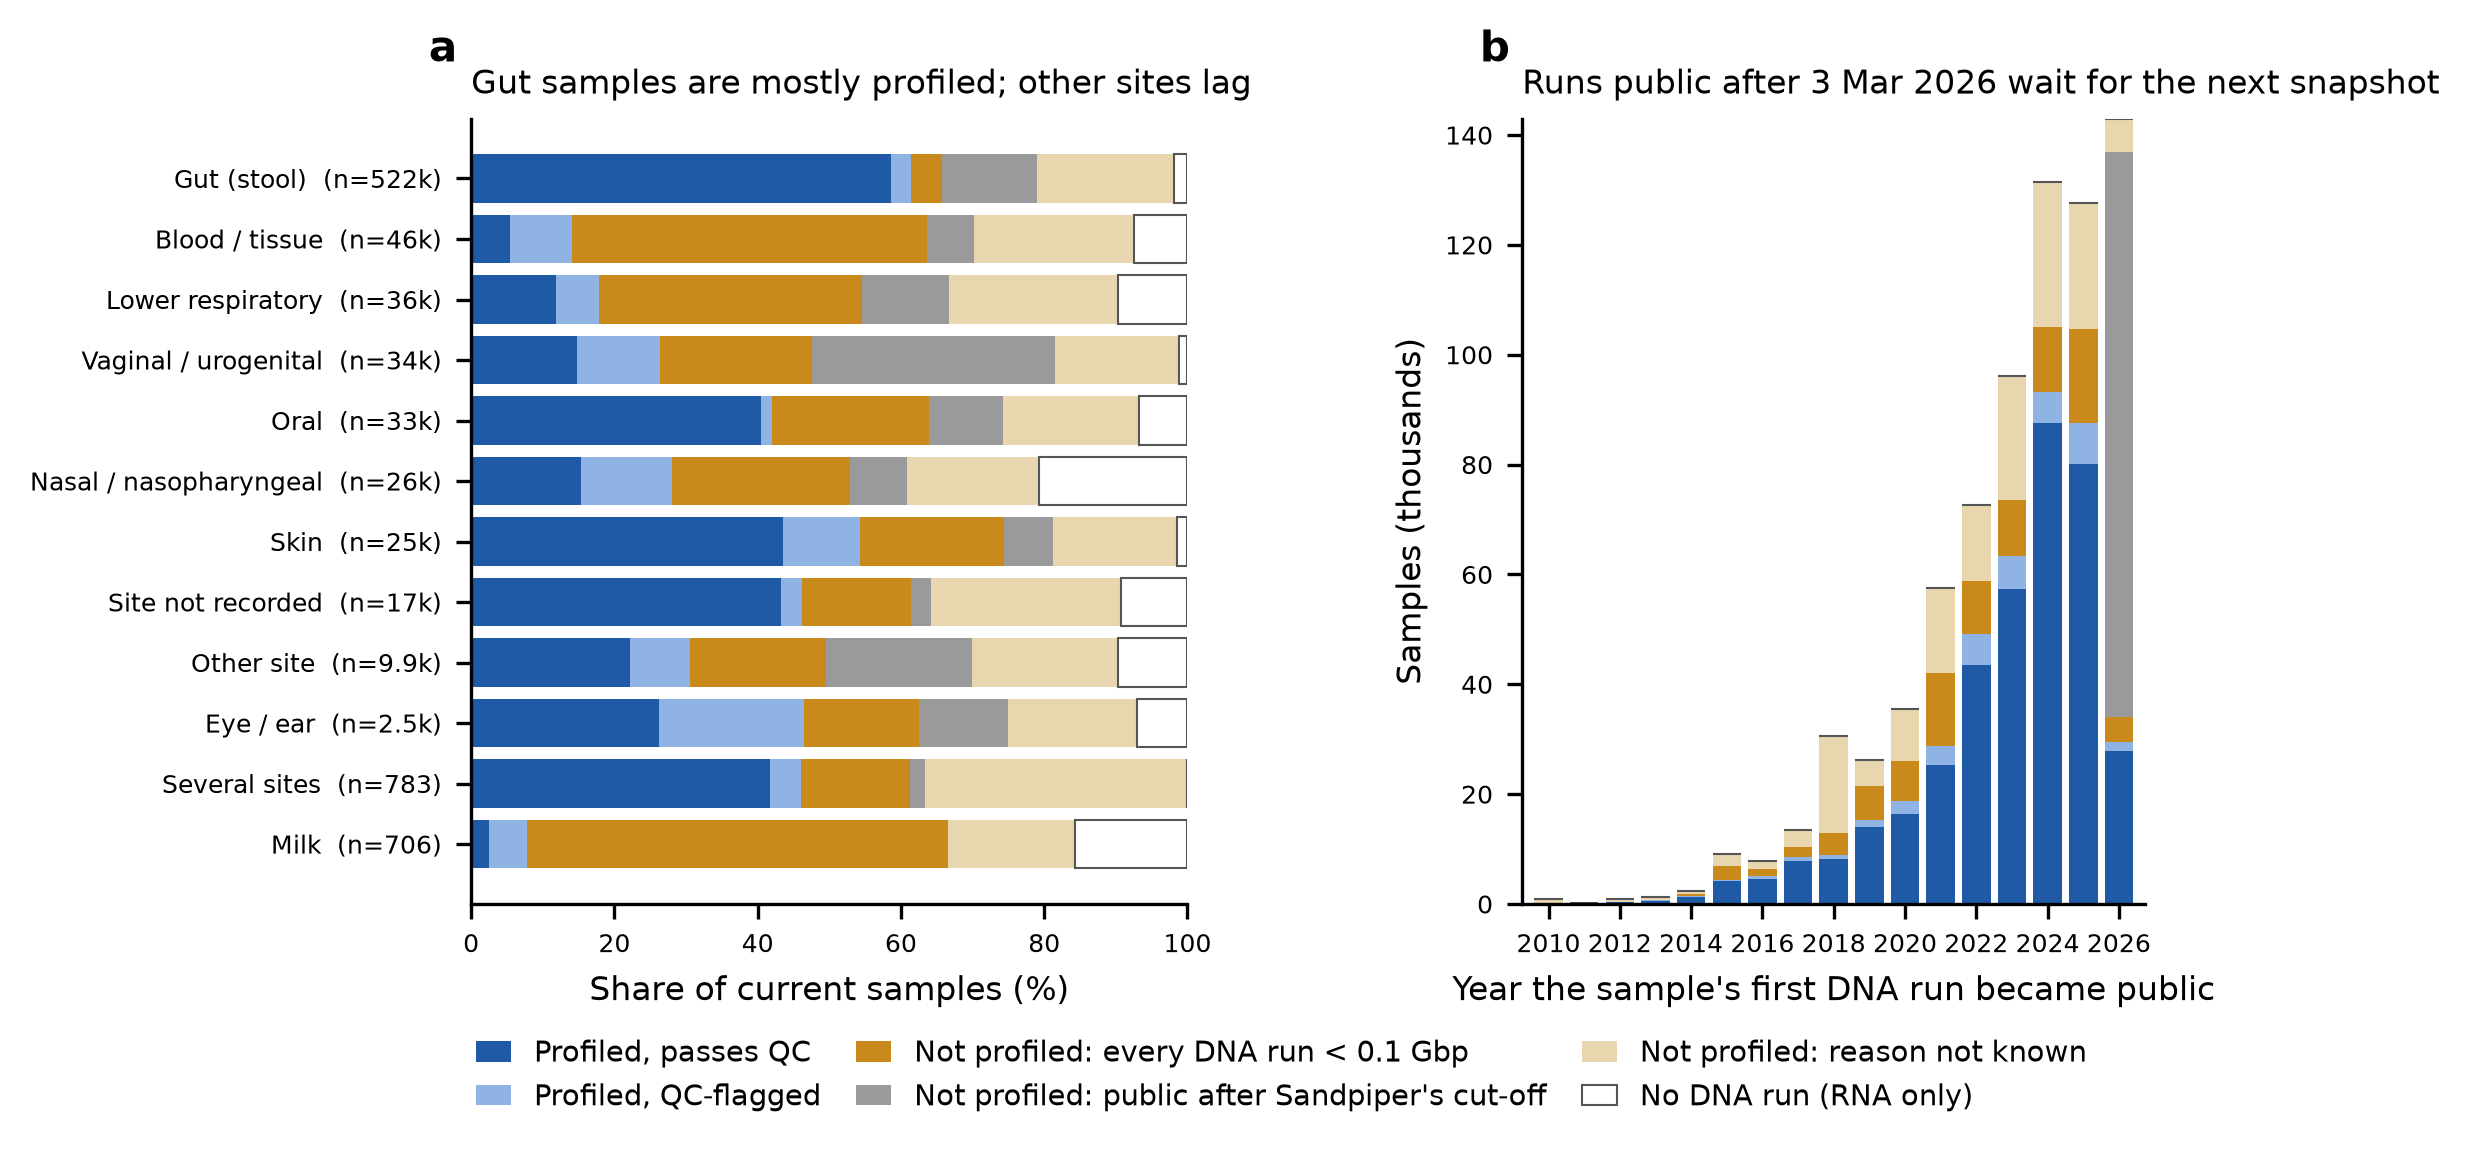 a
Gut samples are mostly profiled; other sites lag
Gut (stool) (n=522k)
Blood / tissue (n=46k)
Lower respiratory (n=36k)
Vaginal / urogenital (n=34k)
Oral (n=33k)
Nasal / nasopharyngeal (n=26k)
Skin (n=25k)
Site not recorded (n=17k)
Other site (n=9.9k)
Eye / ear (n=2.5k)
Several sites (n=783)
Milk (n=706)
0 20 40 60 80 100
Share of current samples (%)
b
Runs public after 3 Mar 2026 wait for the next snapshot
Samples (thousands)
140
120
100
80
60
40
20
0
2010 2012 2014 2016 2018 2020 2022 2024 2026
Year the sample's first DNA run became public
Profiled, passes QC
Profiled, QC-flagged
Not profiled: every DNA run < 0.1 Gbp
Not profiled: public after Sandpiper's cut-off
Not profiled: reason not known
No DNA run (RNA only)